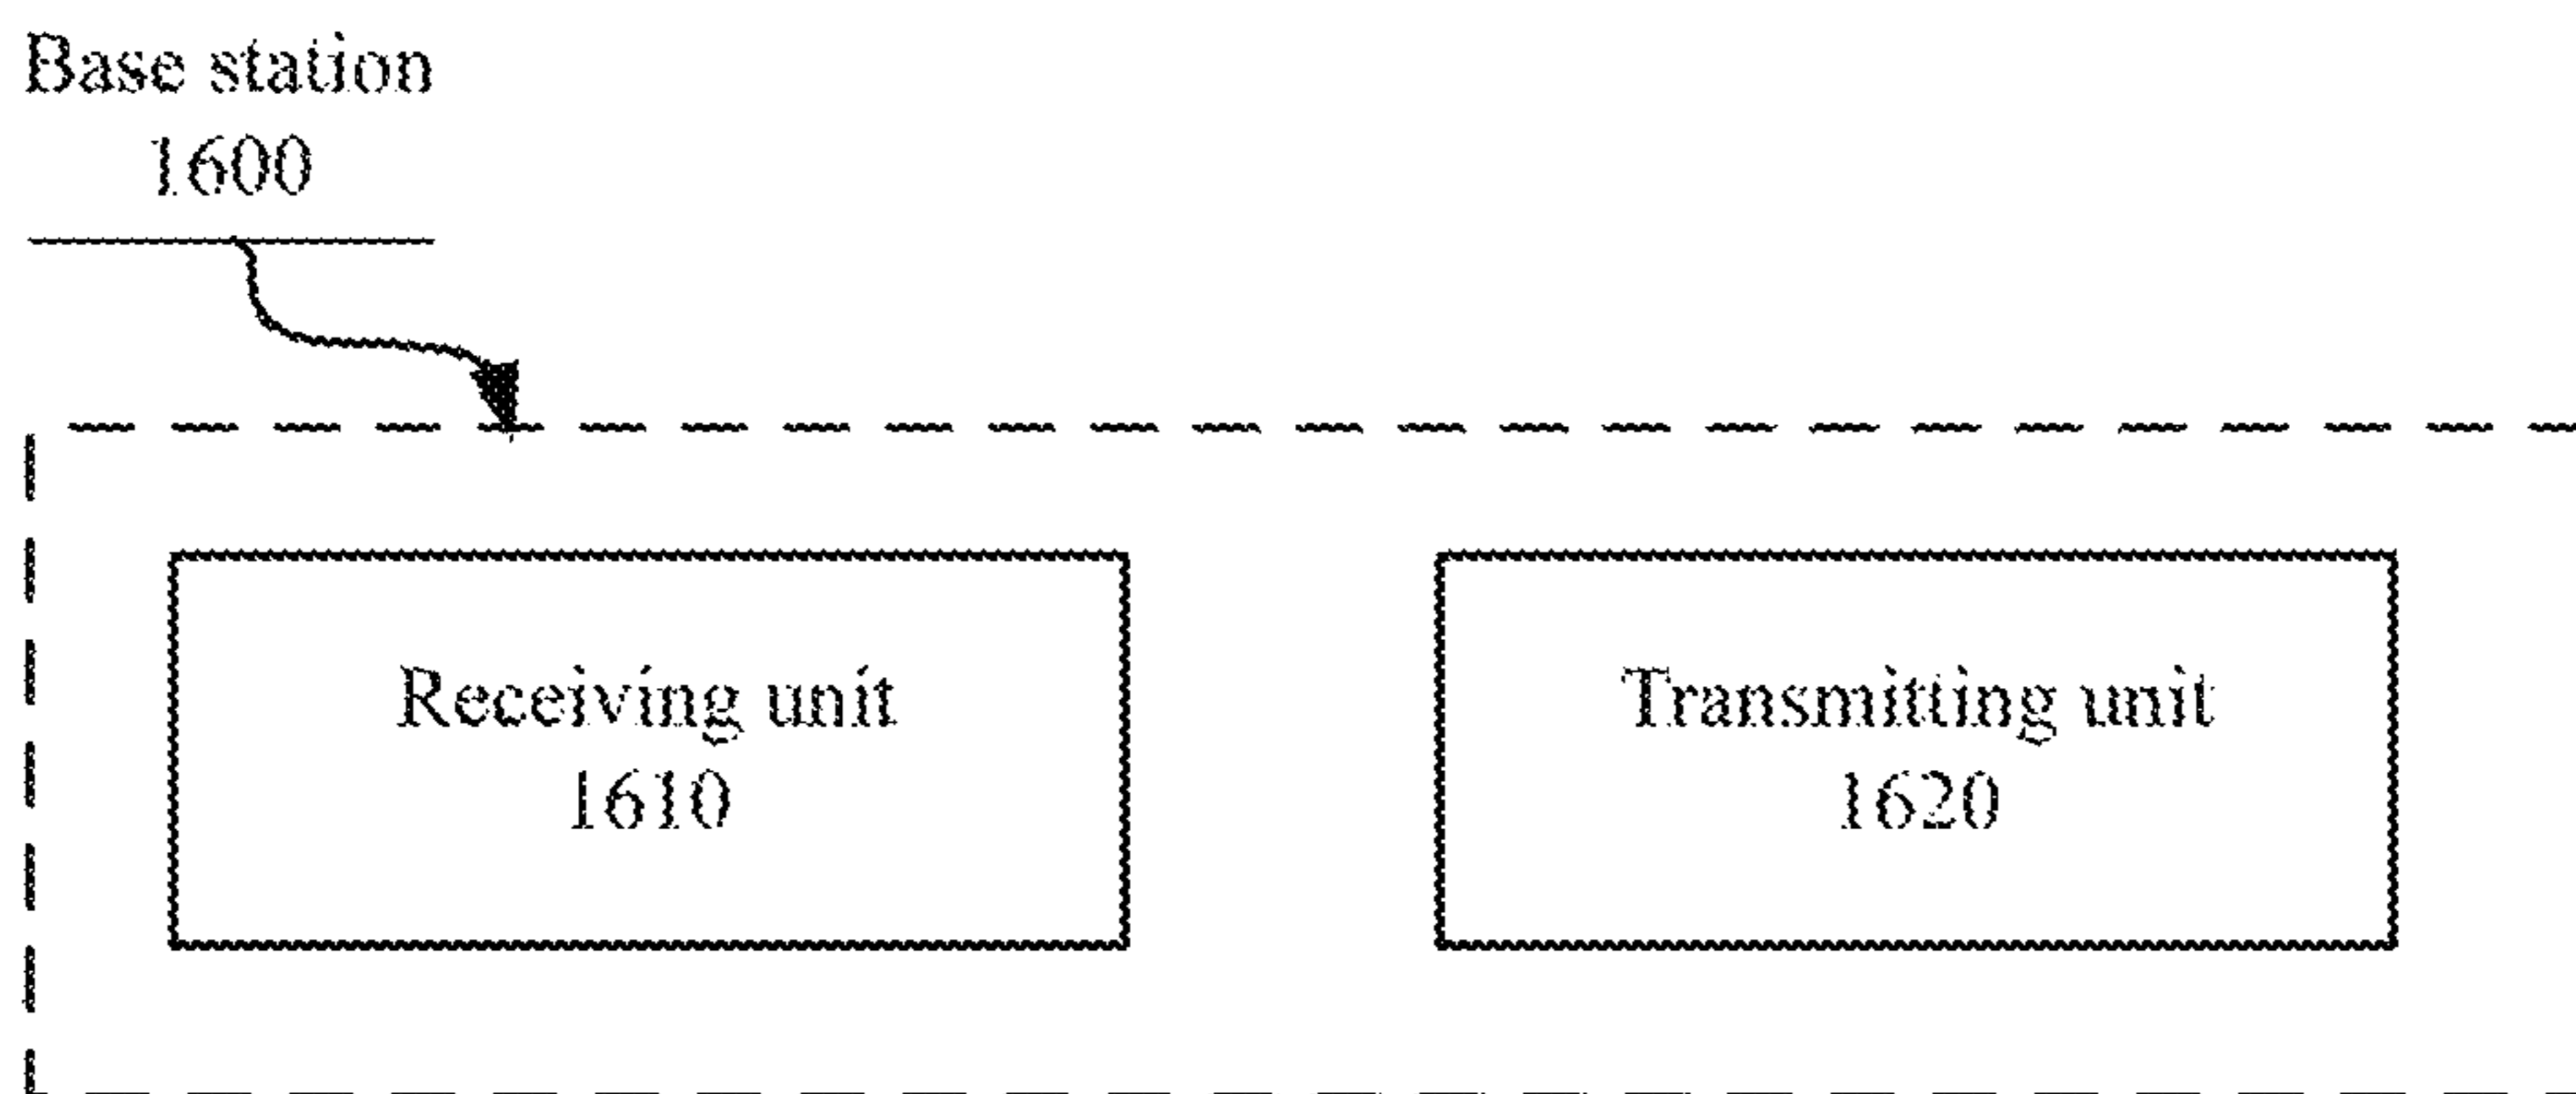 Base station
1600
Receiving unit
1610
Transmitting unit
1620